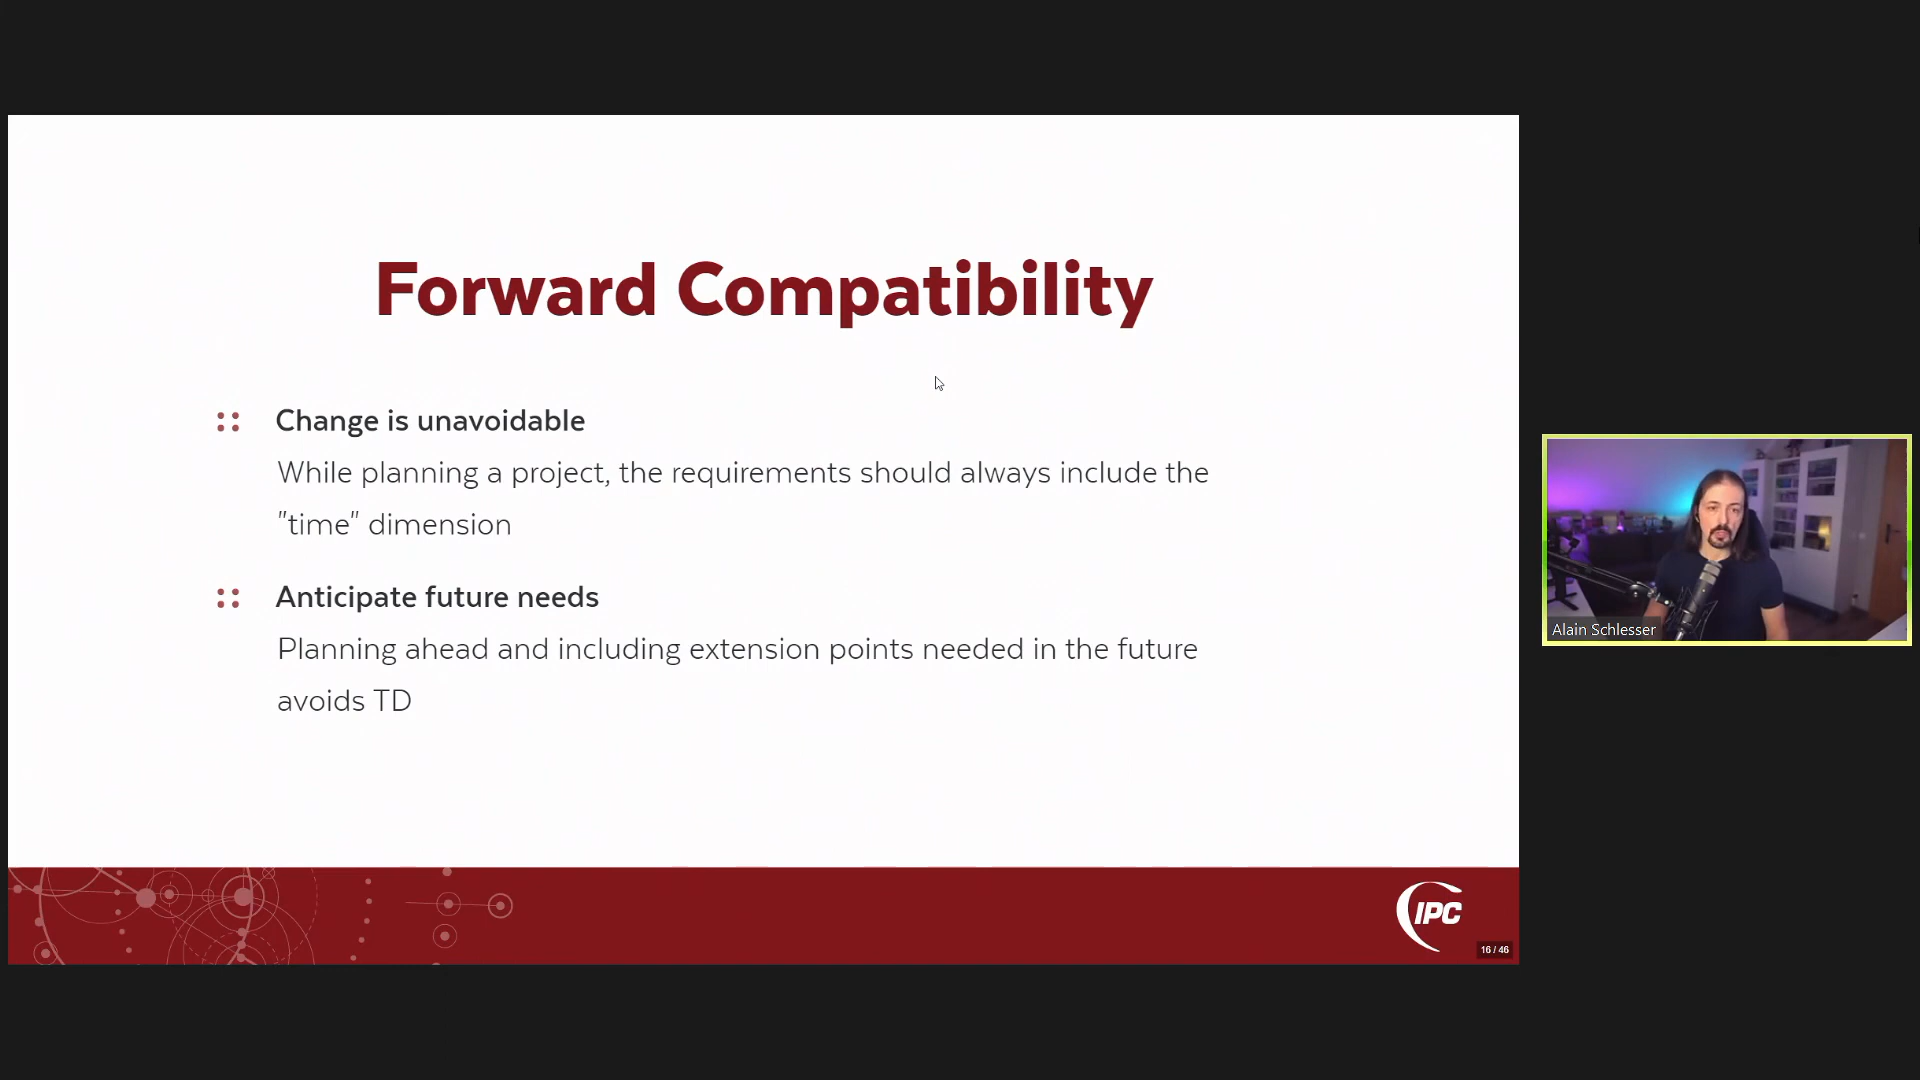 Forward Compatibility
Change is unavoidable
While planning a project, the requirements should always include the
"time" dimension
Anticipate future needs
Planning ahead and including extension points needed in the future
avoids TD
IPC
16 / 46
Alain Schlesser